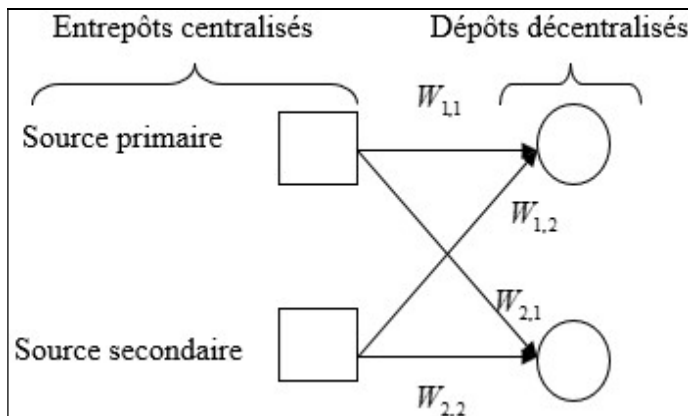 Entrepôts centralisés
Dépôts décentralisés
W1,1
Source primaire
W1,2
W2,1
Source secondaire
W2,2